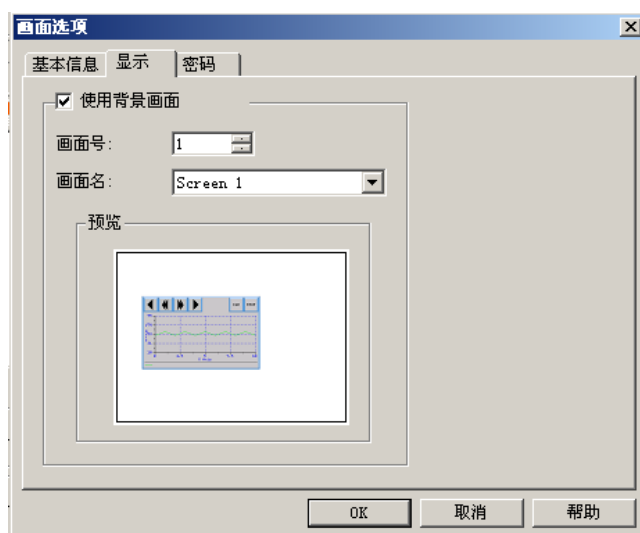 画面选项
基本信息 显示 密码
使用背景画面
画面号: 1
画面名: Screen 1
预览
OK 取消 帮助